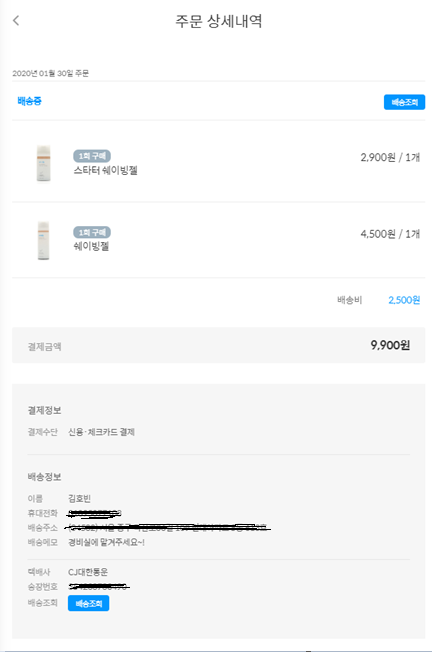 주문 상세내역
2020년 01월 30일 주문
배송중 배송조회
1회 구매
스타터 쉐이빙젤 2,900원 / 1개
1회 구매
쉐이빙젤 4,500원 / 1개
배송비 2,500원
결제금액 9,900원
결제정보
결제수단 신용·체크카드 결제
배송정보
이름 김호빈
휴대전화
배송주소
배송메모 경비실에 맡겨주세요~!
택배사 CJ대한통운
송장번호
배송조회 배송조회